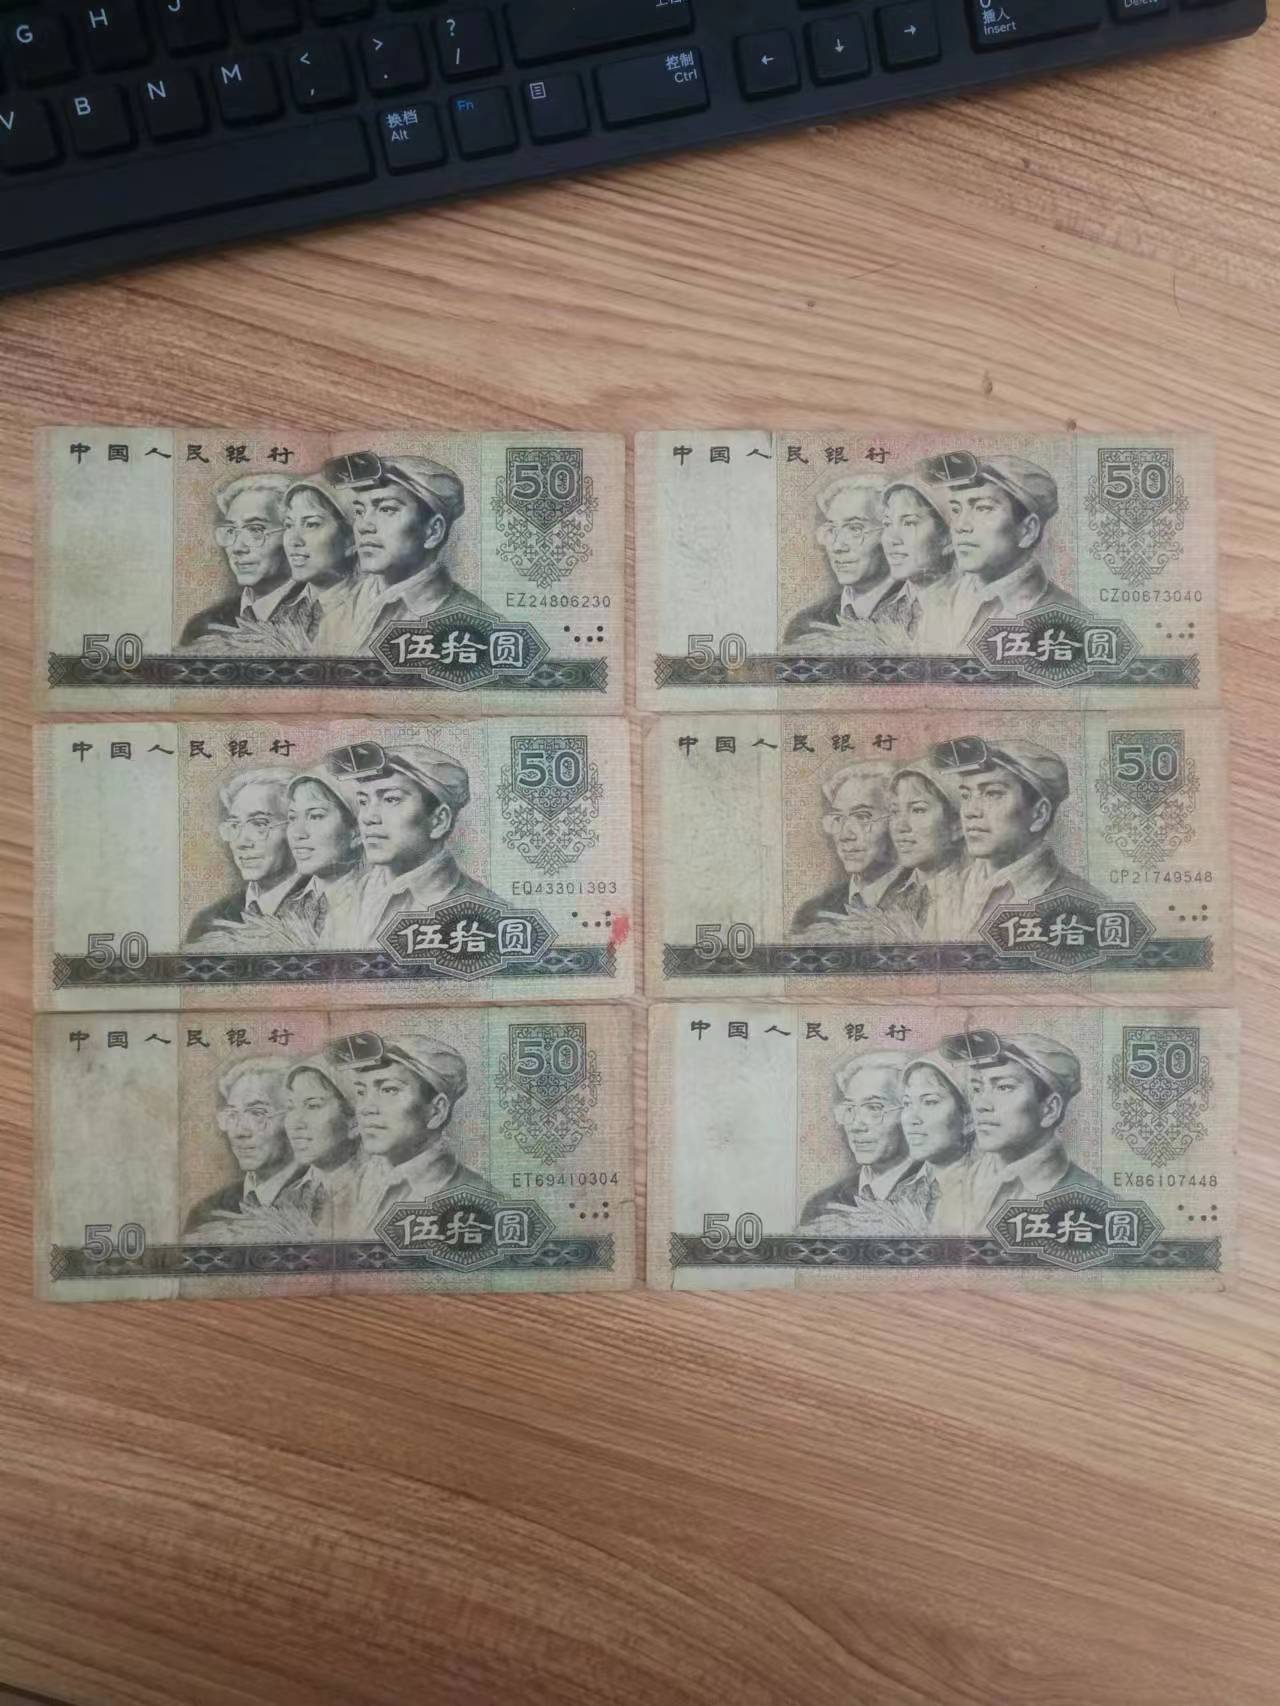 G H J
V B N M < , > . ? /
换档 Alt Fn 控制 Ctrl ← ↓ → 插入 Insert Delete
中国人民银行
50
EZ24806230
50 伍拾圆
中国人民银行
50
CZ00673040
50 伍拾圆
中国人民银行
50
EQ43301393
50 伍拾圆
中国人民银行
50
CP21749548
50 伍拾圆
中国人民银行
50
ET69410304
50 伍拾圆
中国人民银行
50
EX86107448
50 伍拾圆